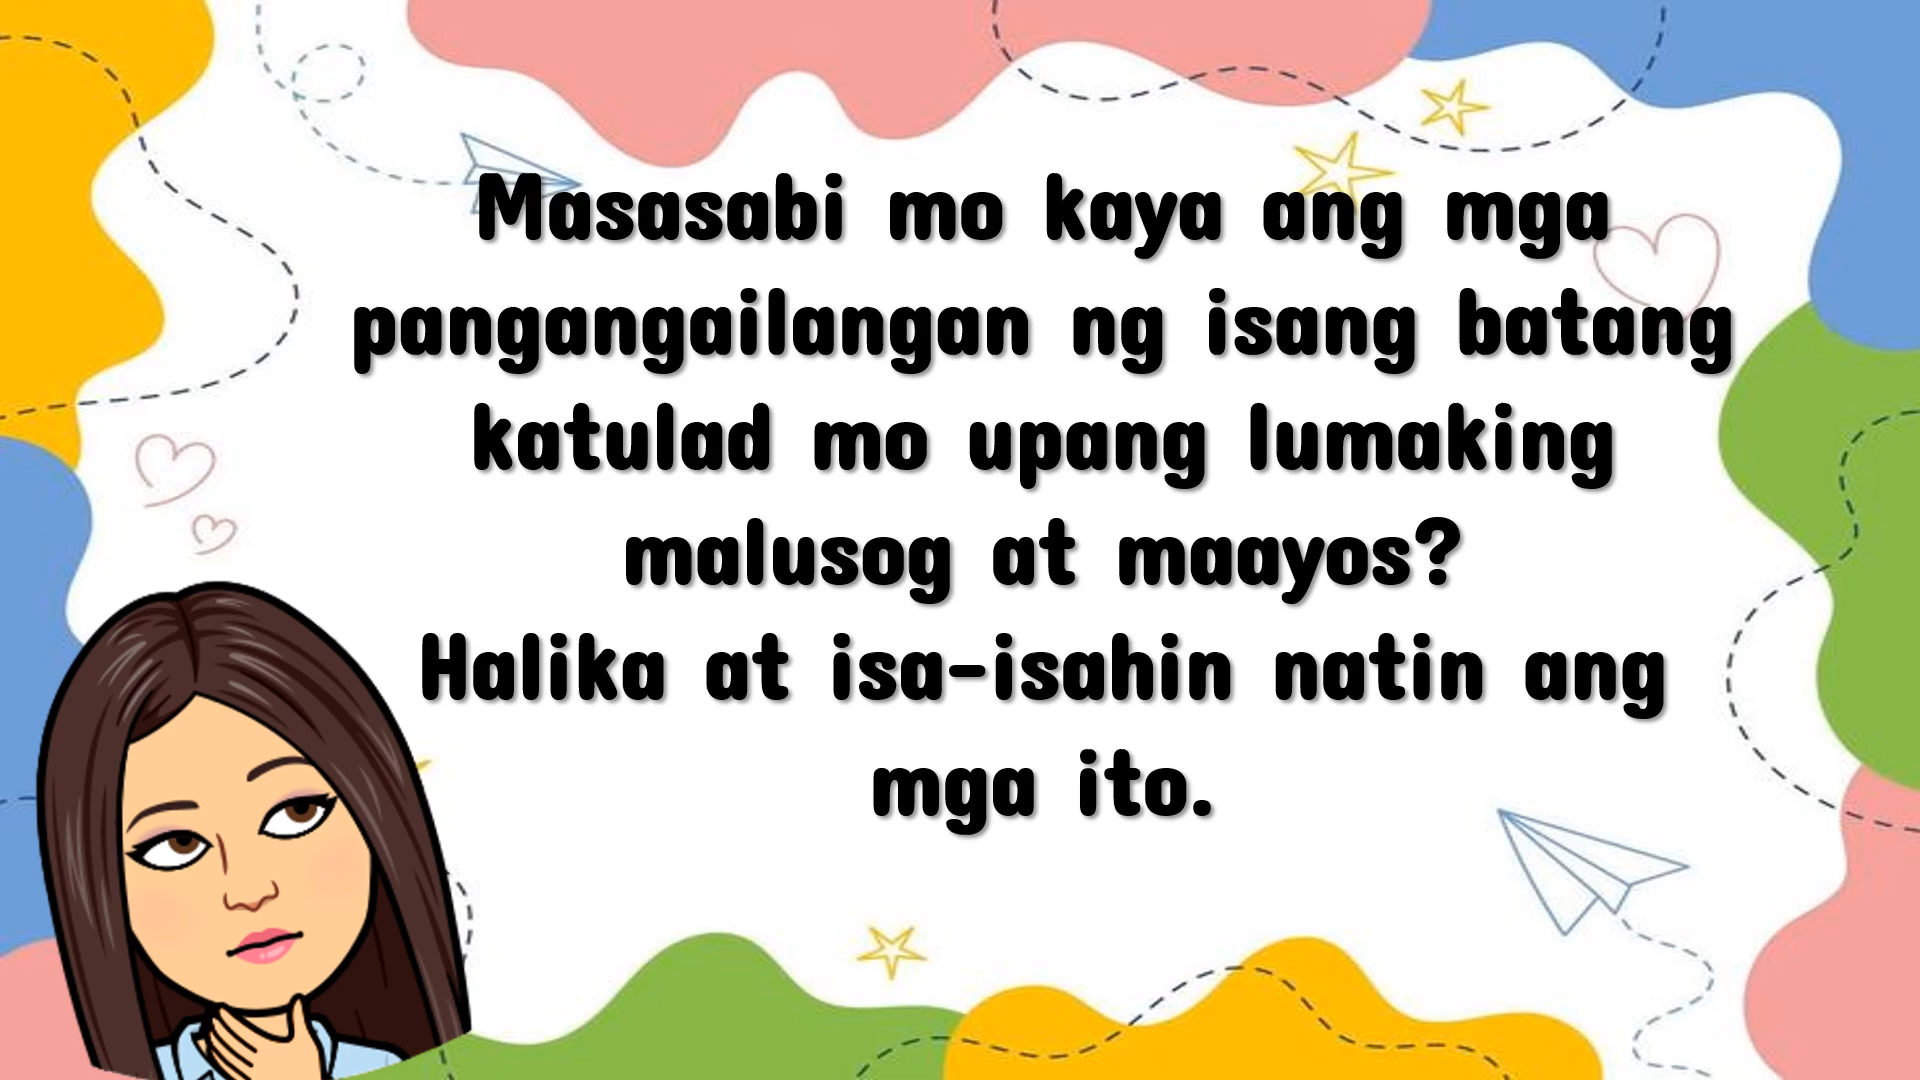 Masasabi mo kaya ang mga
pangangailangan ng isang batang
katulad mo upang lumaking
malusog at maayos?
Halika at isa-isahin natin ang
mga ito.